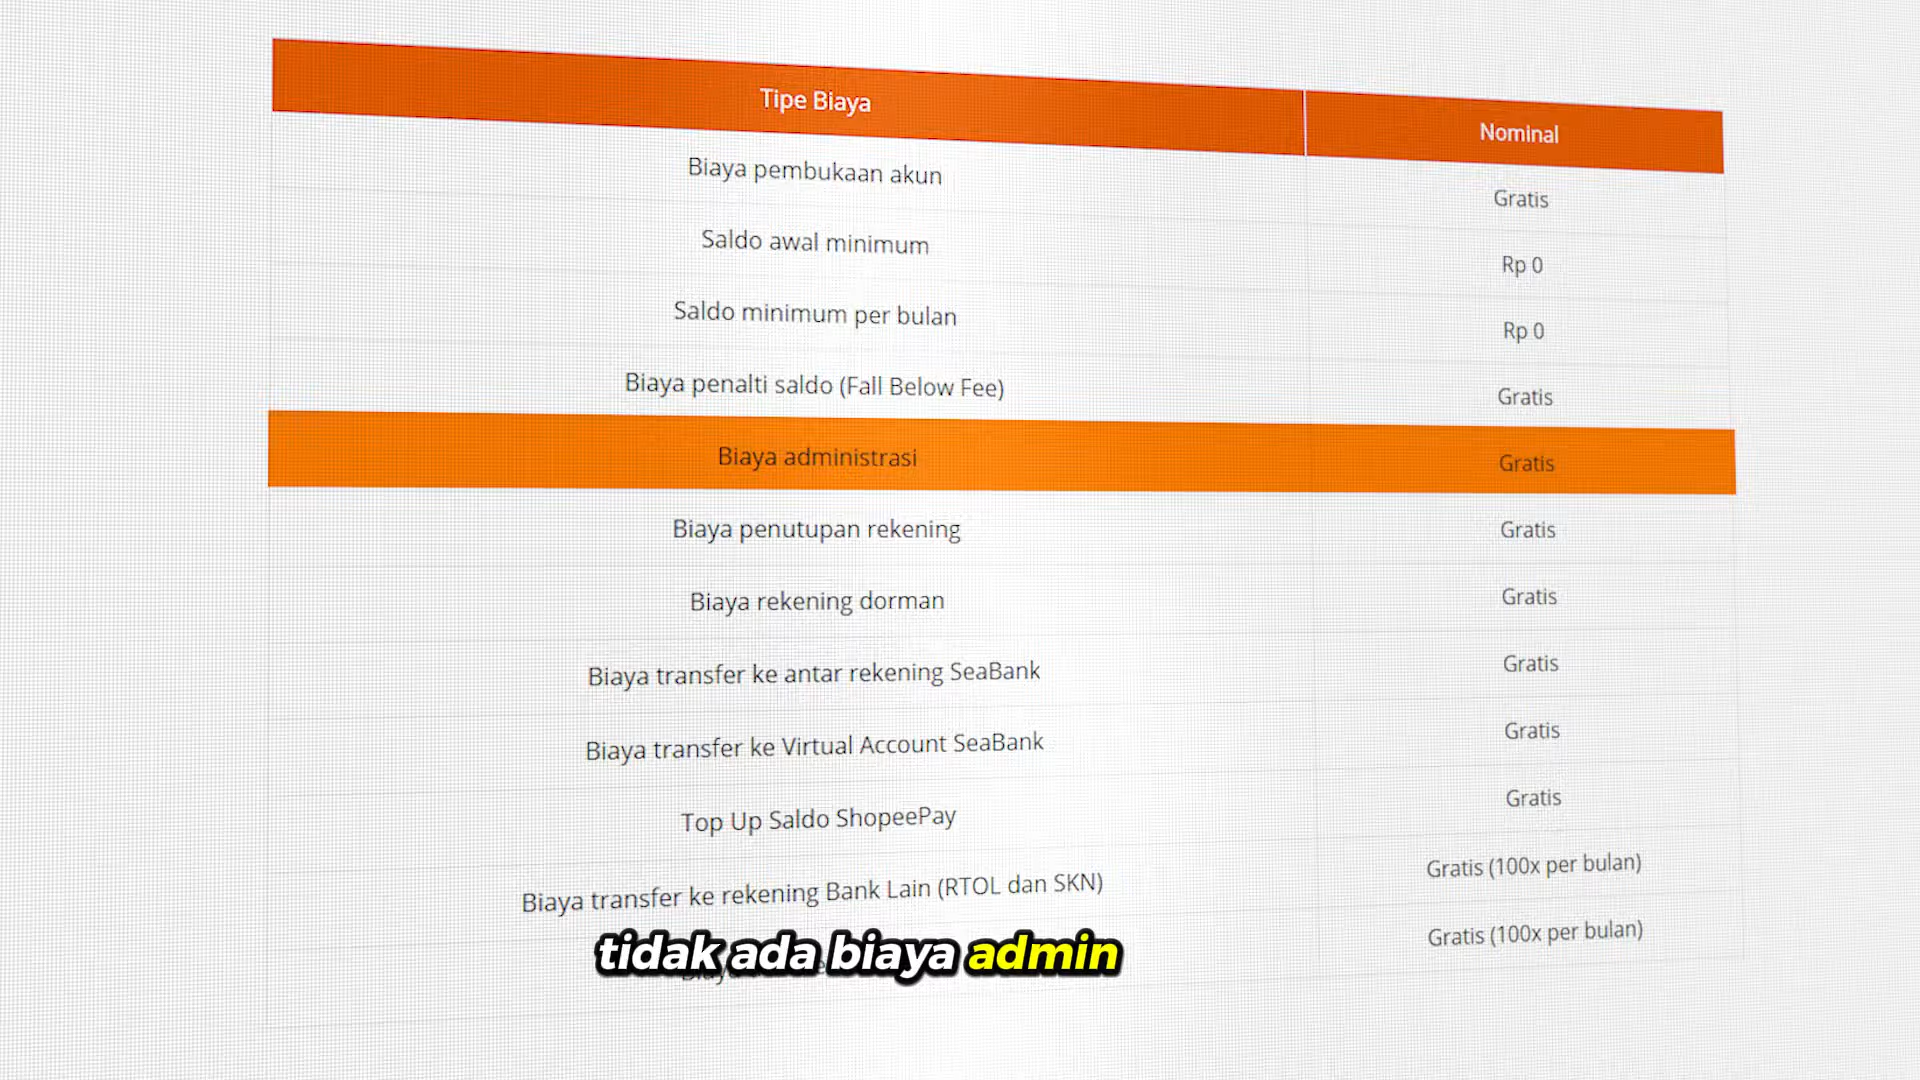 Tipe Biaya
Nominal
Biaya pembukaan akun
Gratis
Saldo awal minimum
Rp 0
Saldo minimum per bulan
Rp 0
Biaya penalti saldo (Fall Below Fee)
Gratis
Biaya administrasi
Gratis
Biaya penutupan rekening
Gratis
Biaya rekening dorman
Gratis
Biaya transfer ke antar rekening SeaBank
Gratis
Biaya transfer ke Virtual Account SeaBank
Gratis
Top Up Saldo ShopeePay
Gratis
Biaya transfer ke rekening Bank Lain (RTOL dan SKN)
Gratis (100x per bulan)
Gratis (100x per bulan)
tidak ada biaya admin